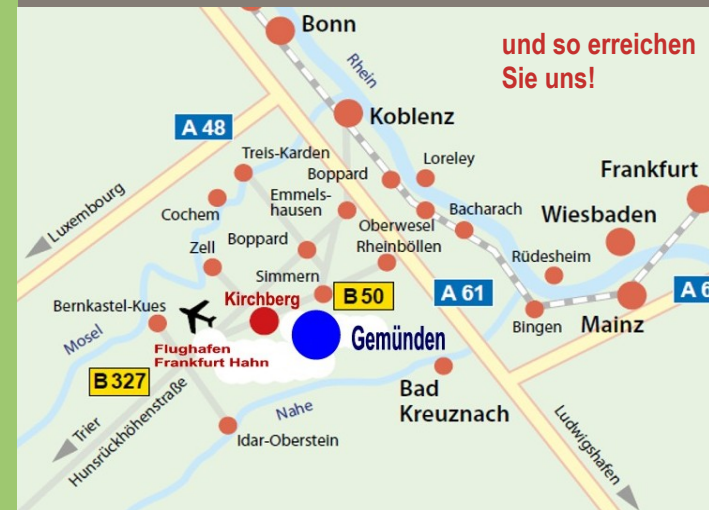 Bonn
und so erreichen
Sie uns!
Rhein
Koblenz
A 48
Treis-Karden
Loreley
Boppard
Frankfurt
Emmels-
hausen
Luxembourg
Cochem
Oberwesel
Bacharach
Wiesbaden
Zell
Boppard
Rheinböllen
Rüdesheim
Simmern
Kirchberg
B 50
A 61
A 6
Bernkastel-Kues
Bingen
Mainz
Mosel
Gemünden
Flughafen
Frankfurt Hahn
B 327
Bad
Kreuznach
Nahe
Trier
Hunsrückhöhenstraße
Idar-Oberstein
Ludwigshafen